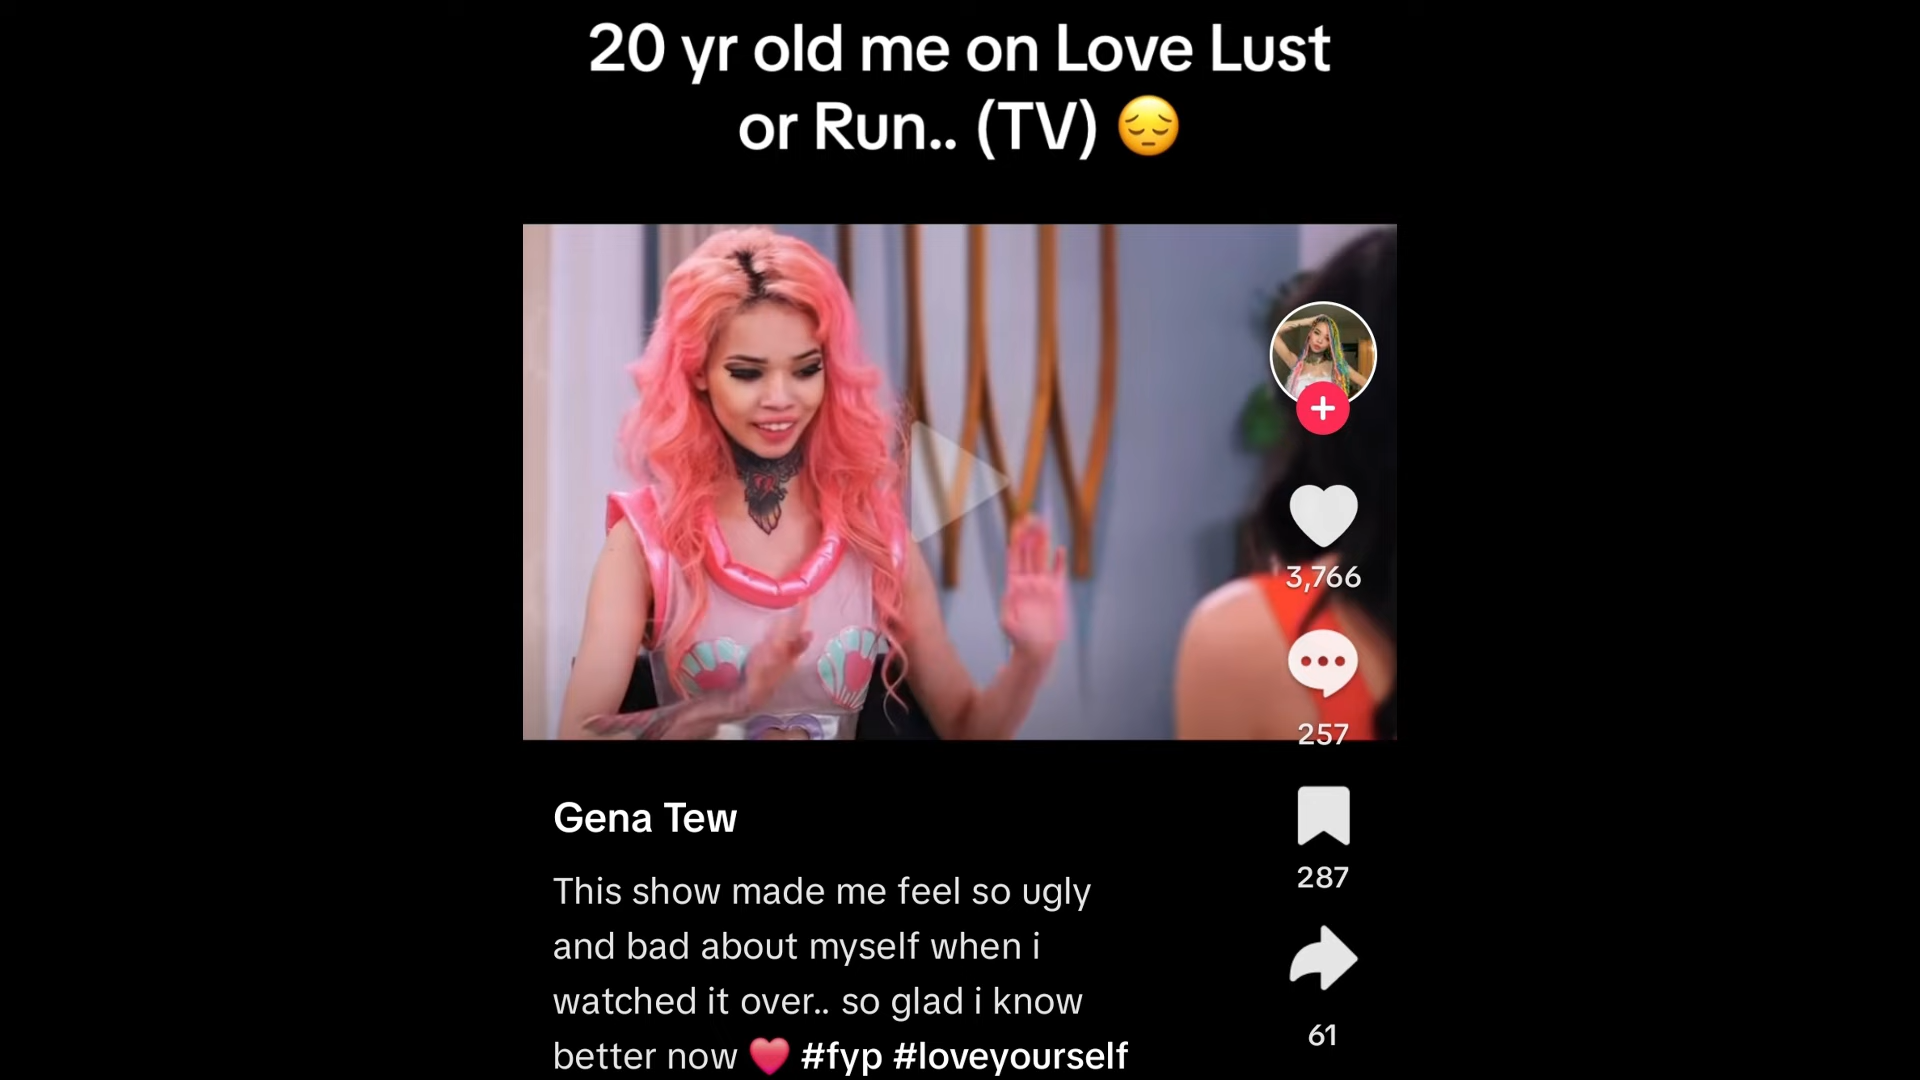 20 yr old me on Love Lust
or Run.. (TV) 😔
3,766
257
287
61
Gena Tew
This show made me feel so ugly
and bad about myself when i
watched it over.. so glad i know
better now ❤️ #fyp #loveyourself